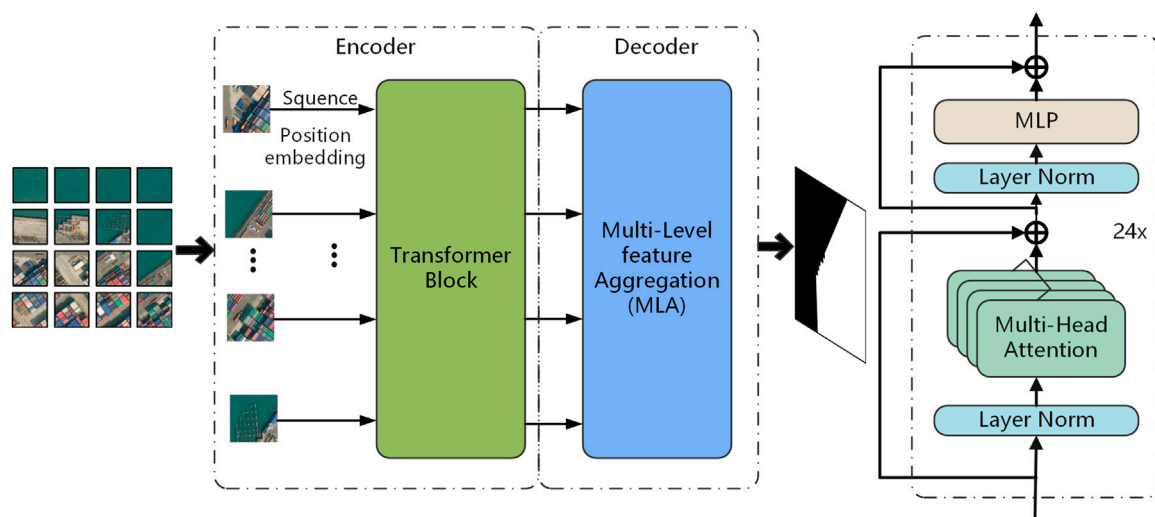 Encoder
Decoder
Squence
Position
embedding
Transformer
Block
Multi-Level
feature
Aggregation
(MLA)
MLP
Layer Norm
24x
Multi-Head
Attention
Layer Norm